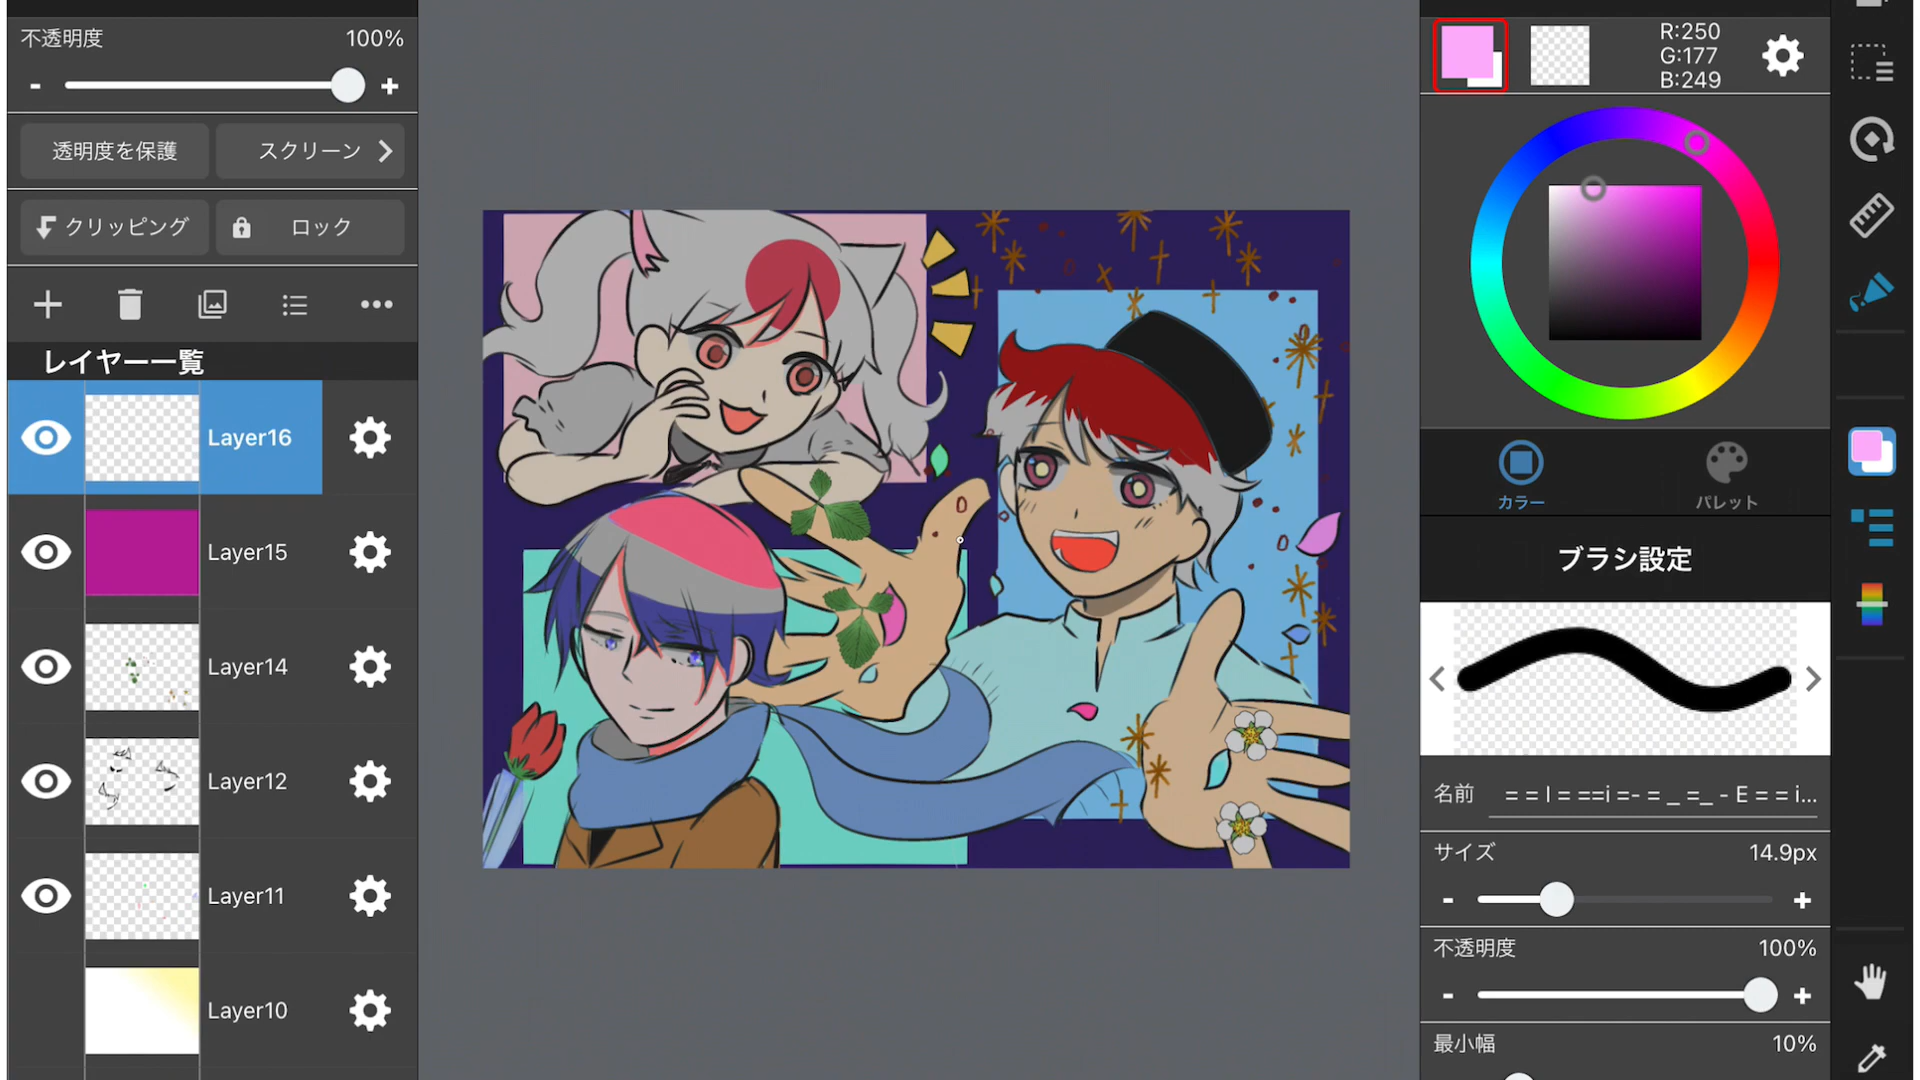 不透明度 100%
- +
透明度を保護 スクリーン
クリッピング ロック
レイヤー一覧
Layer16
Layer15
Layer14
Layer12
Layer11
Layer10
R:250
G:177
B:249
カラー パレット
ブラシ設定
名前 = = I = ==i =- = _ =_ - E = = i...
サイズ 14.9px
- +
不透明度 100%
- +
最小幅 10%